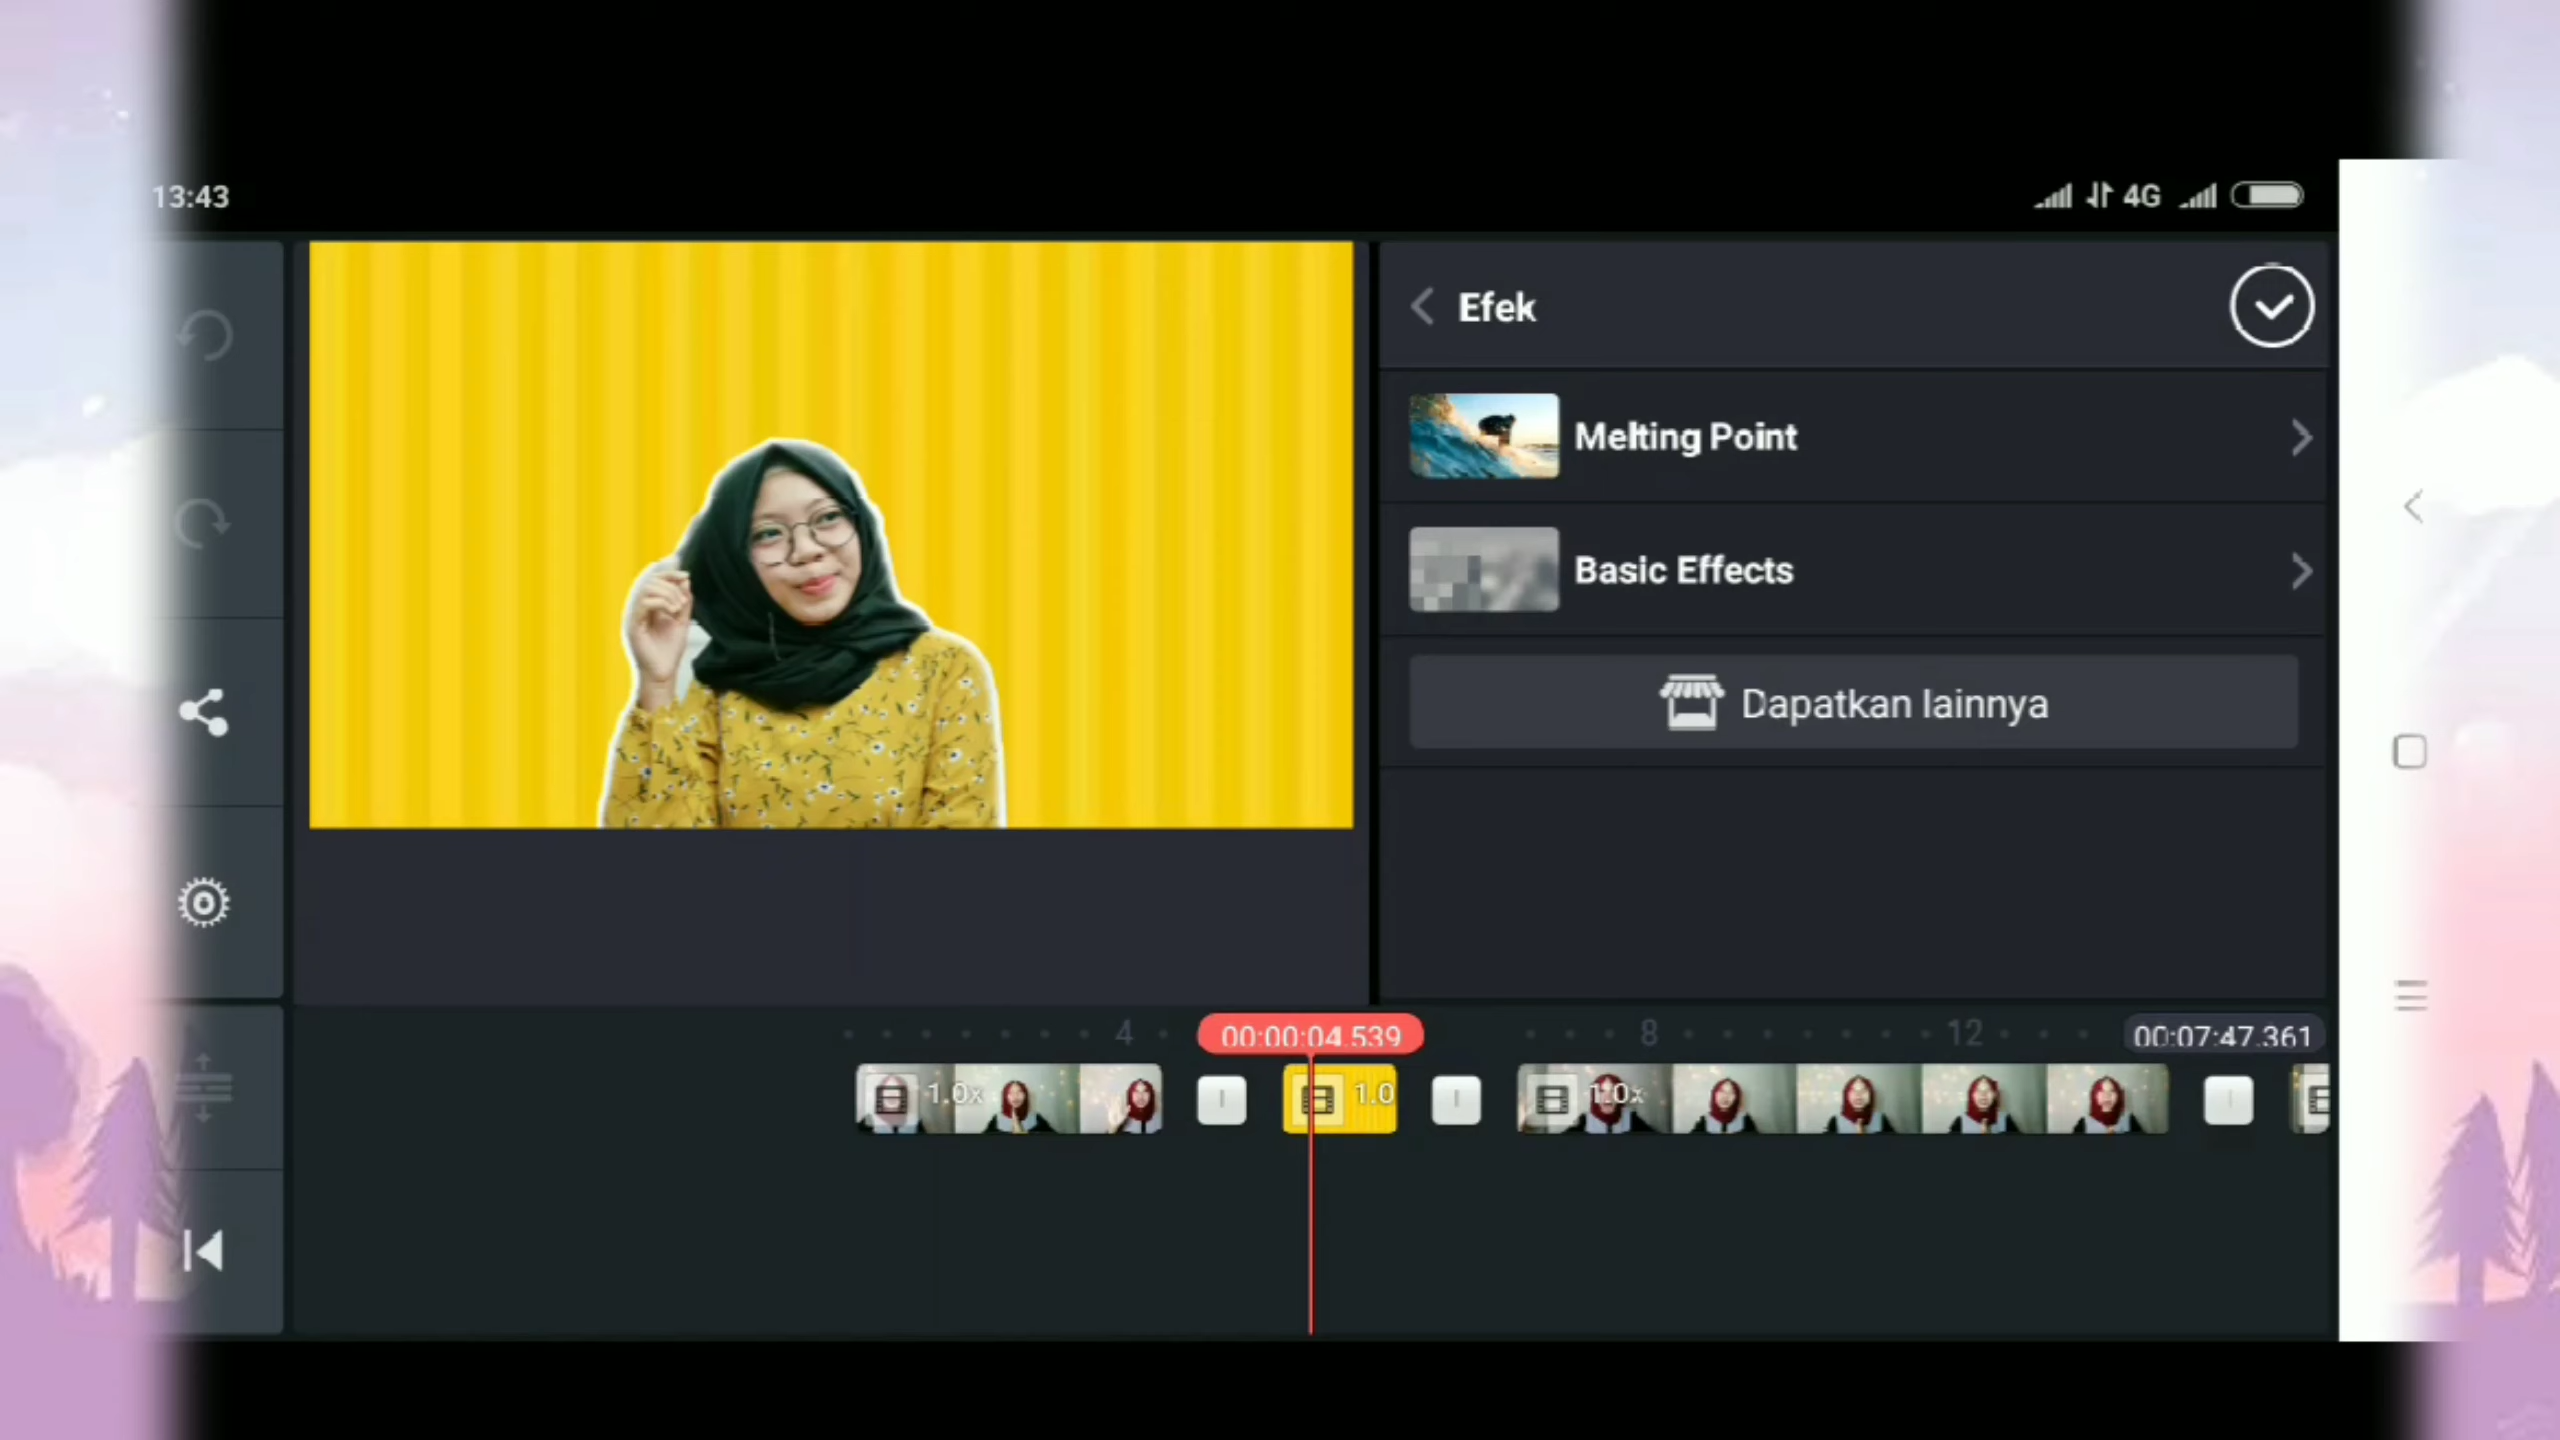 13:43
4G
Efek
Melting Point
Basic Effects
Dapatkan lainnya
4
00:00:04.539
8
12
00:07:47.361
1.0x
1.0
1.0x